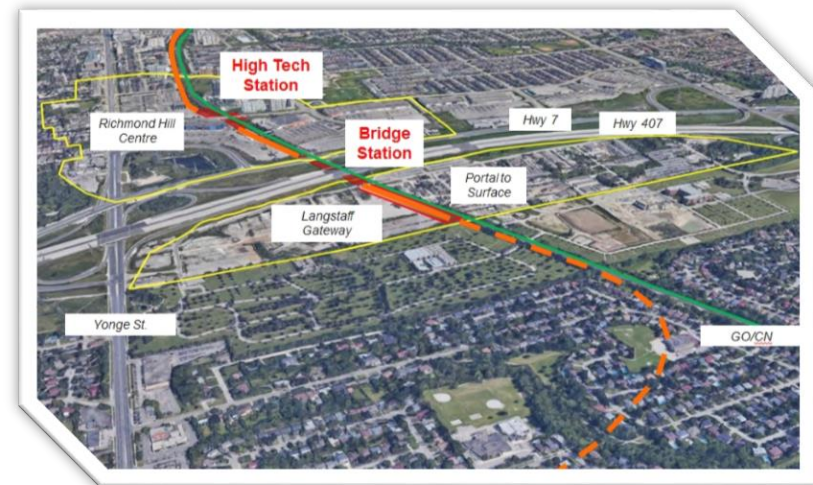 High Tech
Station
Richmond Hill
Centre
Bridge
Station
Hwy 7
Hwy 407
Portal to
Surface
Langstaff
Gateway
Yonge St.
GO/CN